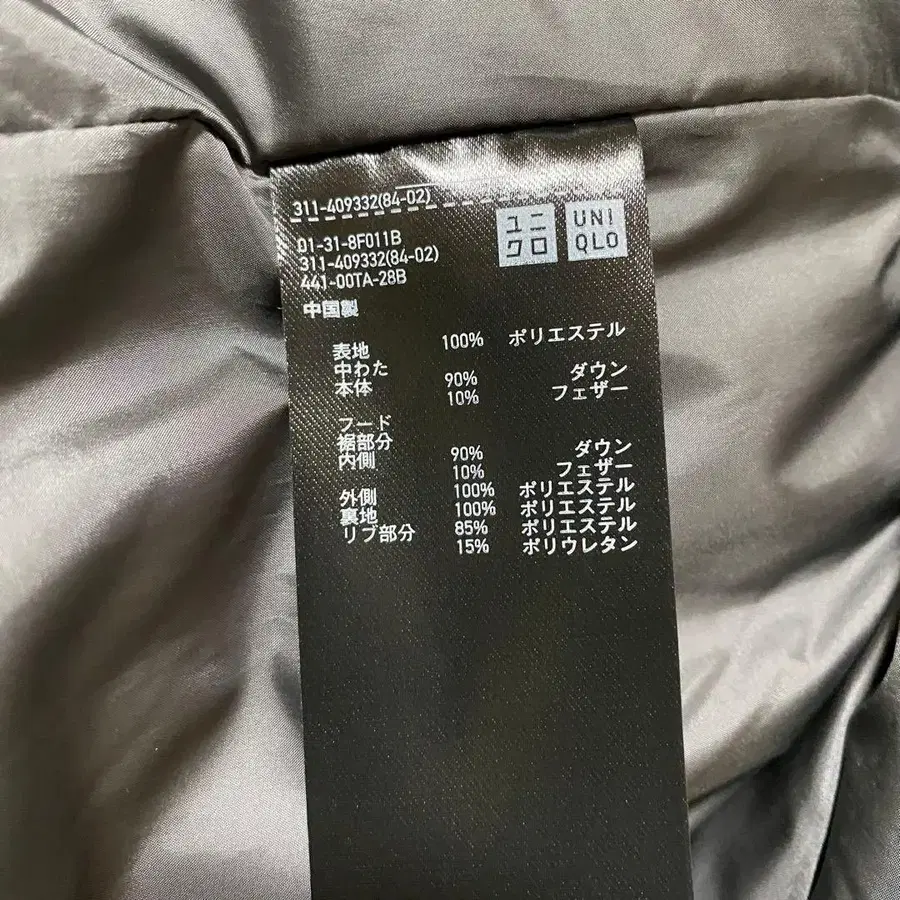 311-409332(84-02)
ユニクロ
UNIQLO
01-31-8F011B
311-409332(84-02)
441-00TA-28B
中国製
表地 100% ポリエステル
中わた
本体 90% ダウン
10% フェザー
フード
裾部分
内側 90% ダウン
10% フェザー
外側 100% ポリエステル
裏地 100% ポリエステル
リブ部分 85% ポリエステル
15% ポリウレタン